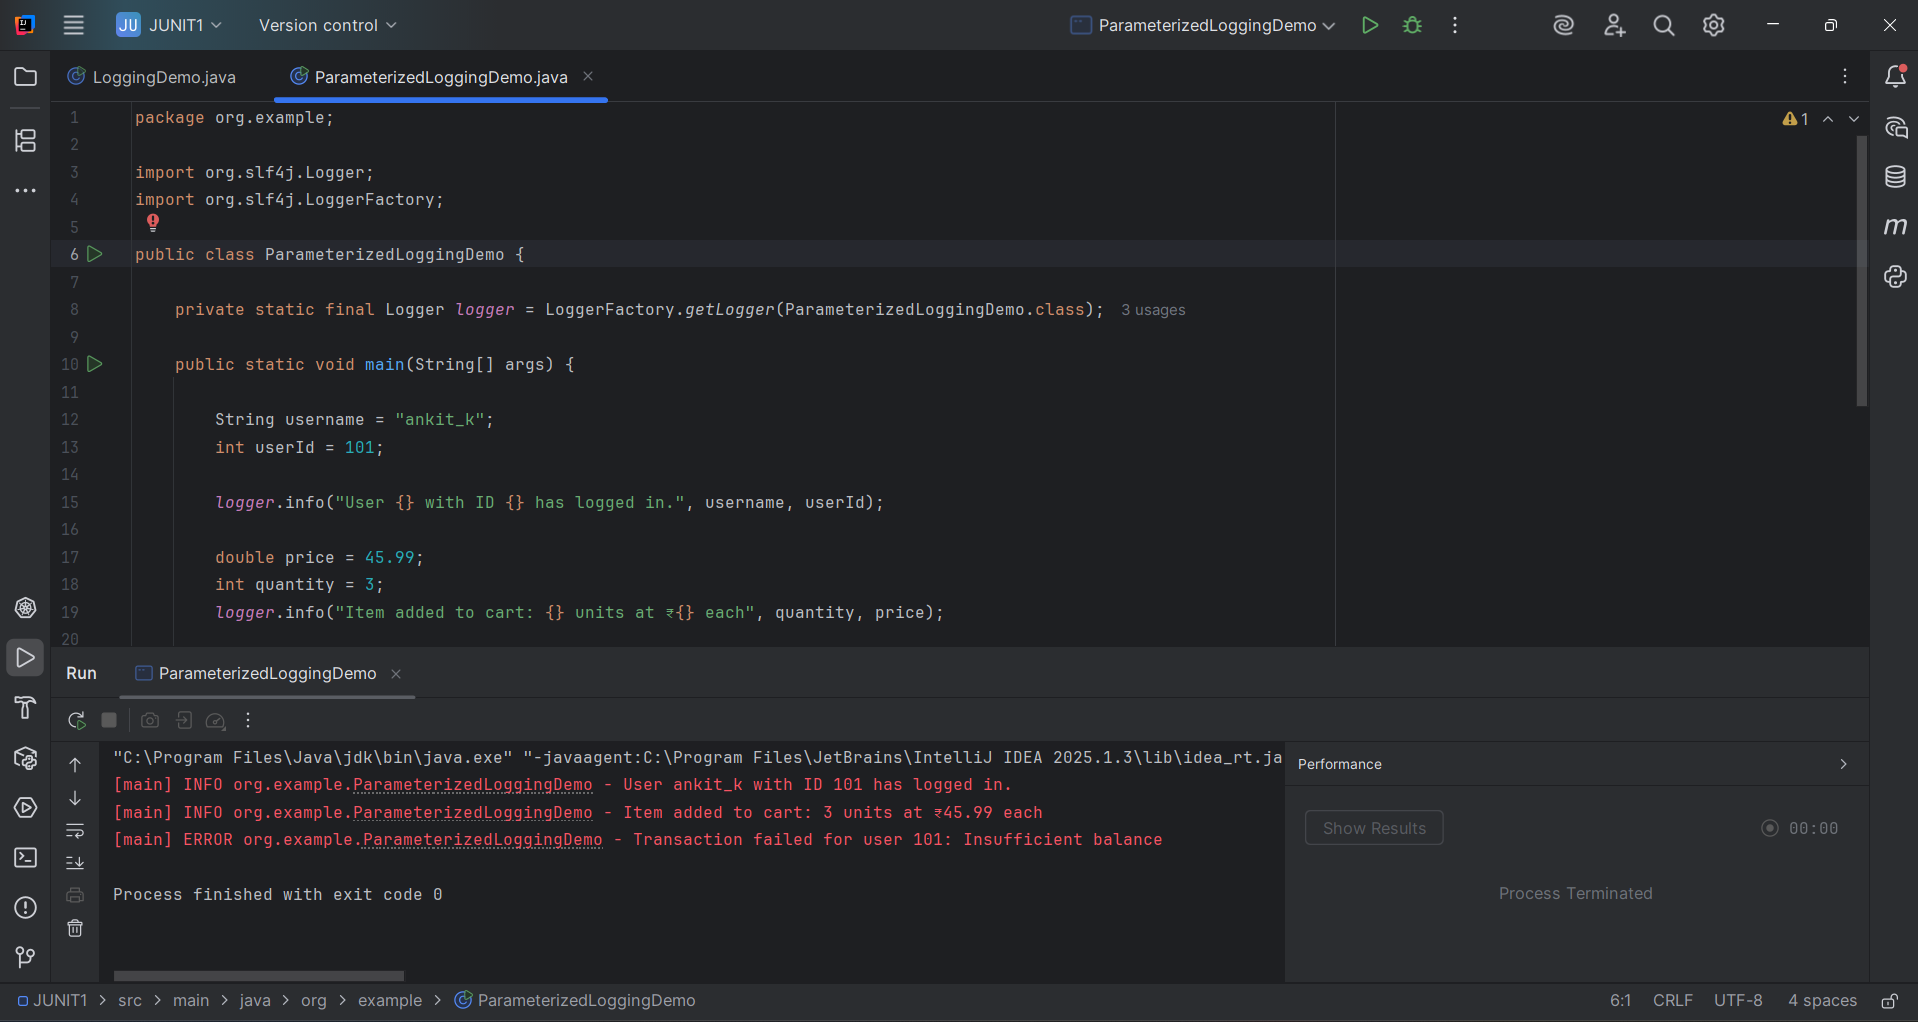 JU JUNIT1 Version control ParameterizedLoggingDemo
LoggingDemo.java ParameterizedLoggingDemo.java
1 package org.example; 1
2
3 import org.slf4j.Logger;
4 import org.slf4j.LoggerFactory;
5
6 public class ParameterizedLoggingDemo {
7
8 private static final Logger logger = LoggerFactory.getLogger(ParameterizedLoggingDemo.class); 3 usages
9
10 public static void main(String[] args) {
11
12 String username = "ankit_k";
13 int userId = 101;
14
15 logger.info("User {} with ID {} has logged in.", username, userId);
16
17 double price = 45.99;
18 int quantity = 3;
19 logger.info("Item added to cart: {} units at ₹{} each", quantity, price);
20
Run ParameterizedLoggingDemo
"C:\Program Files\Java\jdk\bin\java.exe" "-javaagent:C:\Program Files\JetBrains\IntelliJ IDEA 2025.1.3\lib\idea_rt.ja
[main] INFO org.example.ParameterizedLoggingDemo - User ankit_k with ID 101 has logged in.
[main] INFO org.example.ParameterizedLoggingDemo - Item added to cart: 3 units at ₹45.99 each
[main] ERROR org.example.ParameterizedLoggingDemo - Transaction failed for user 101: Insufficient balance
Process finished with exit code 0
Performance
Show Results 00:00
Process Terminated
JUNIT1 > src > main > java > org > example > ParameterizedLoggingDemo 6:1 CRLF UTF-8 4 spaces